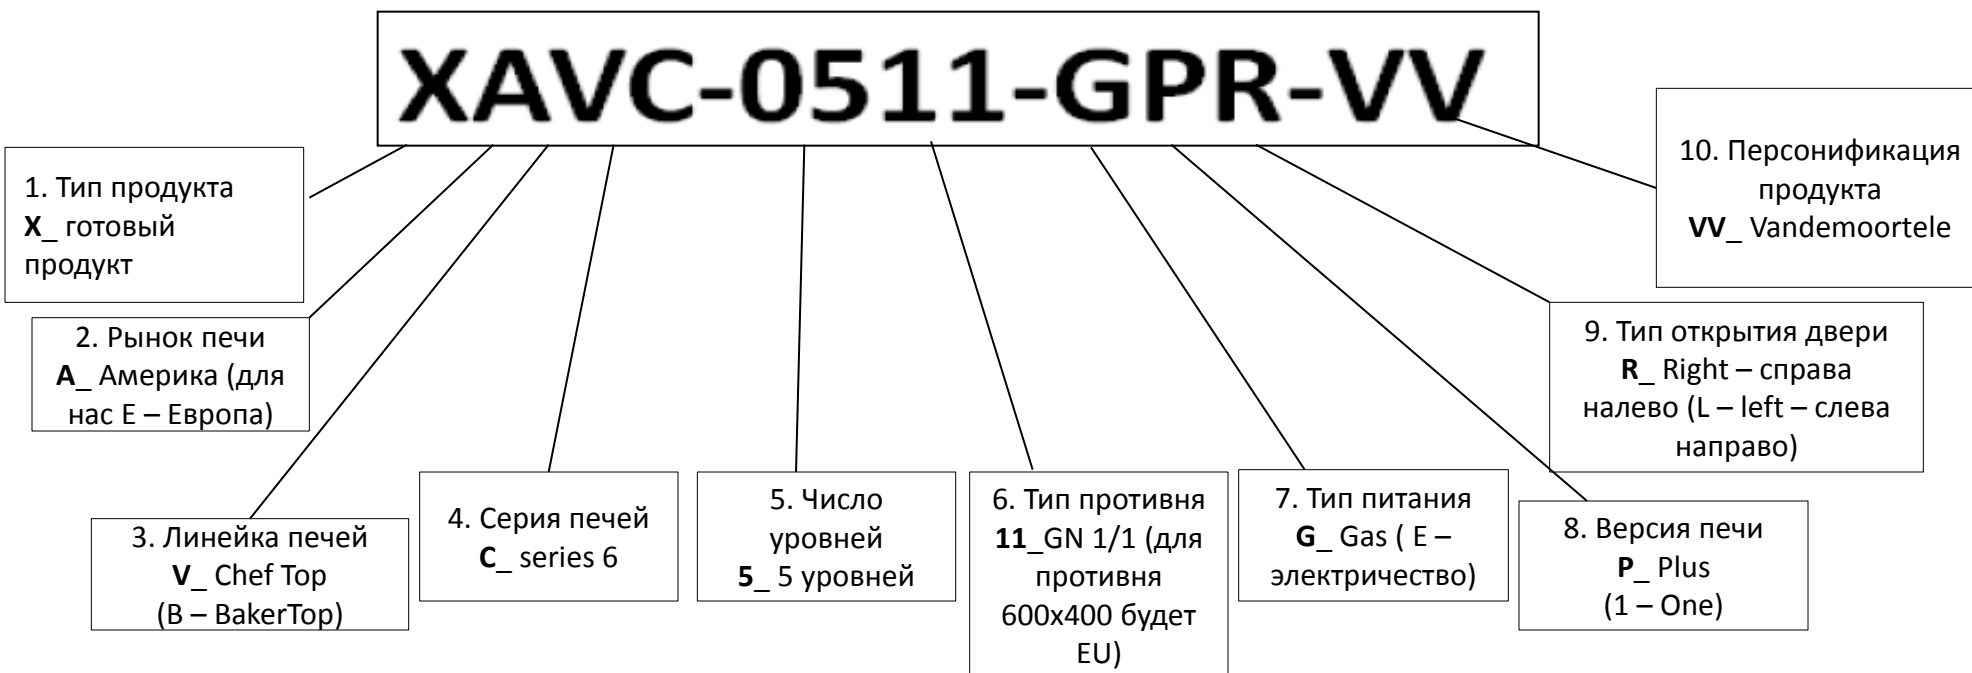 XAVC-0511-GPR-VV
1. Тип продукта
X_ готовый
продукт
2. Рынок печи
A_ Америка (для
нас E – Европа)
3. Линейка печей
V_ Chef Top
(B – BakerTop)
4. Серия печей
C_ series 6
5. Число
уровней
5_ 5 уровней
6. Тип противня
11_GN 1/1 (для
противня
600x400 будет
EU)
7. Тип питания
G_ Gas ( E –
электричество)
8. Версия печи
P_ Plus
(1 – One)
9. Тип открытия двери
R_ Right – справа
налево (L – left – слева
направо)
10. Персонификация
продукта
VV_ Vandemoortele